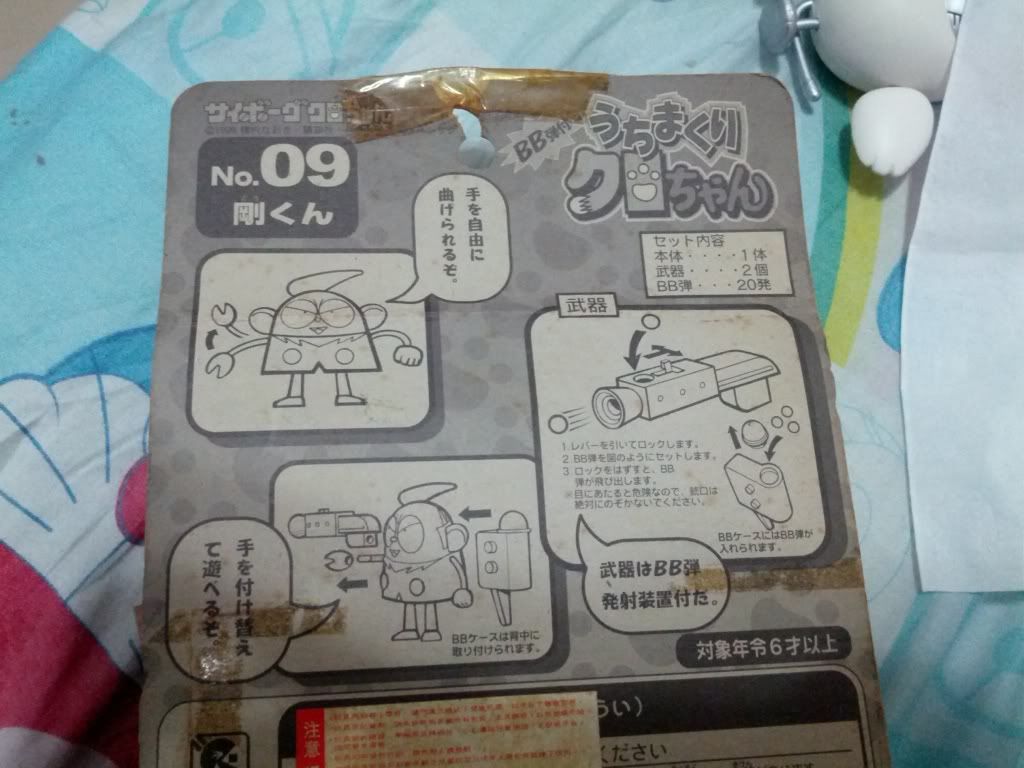 サイボーグクロちゃん
No.09
剛くん
BB弾付
うちまくり
クロちゃん
手を自由に
曲げられるぞ。
セット内容
本体・・・・1体
武器・・・・2個
BB弾・・・20発
武器
1.レバーを引いてロックします。
2.BB弾を図のようにセットします。
3.ロックをはずすと、BB
弾が飛び出します。
※目にあたると危険なので、銃口は
絶対にのぞかないでください。
BBケースにはBB弾が
入れられます。
武器はBB弾
発射装置付だ。
手を付け替え
て遊べるぞ。
BBケースは背中に
取り付けられます。
対象年令6才以上
注意
ください